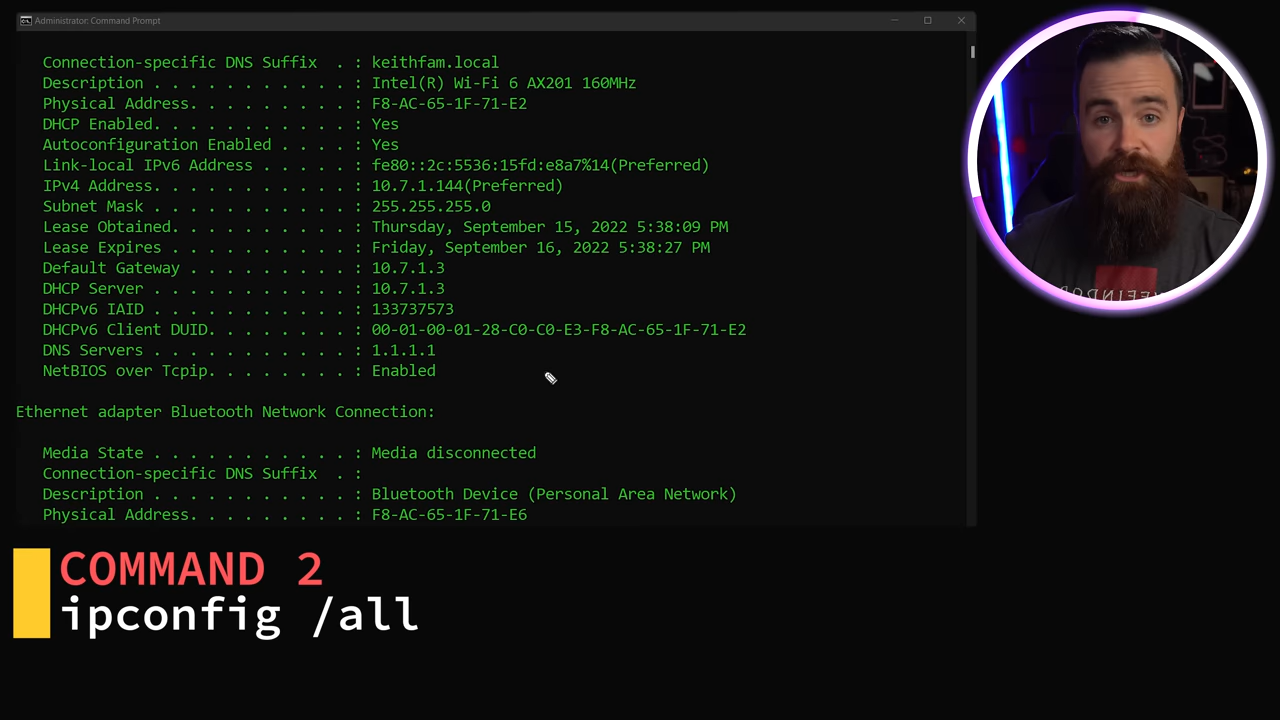 Administrator: Command Prompt
Connection-specific DNS Suffix . : keithfam.local
Description . . . . . . . . . . . : Intel(R) Wi-Fi 6 AX201 160MHz
Physical Address. . . . . . . . . : F8-AC-65-1F-71-E2
DHCP Enabled. . . . . . . . . . . : Yes
Autoconfiguration Enabled . . . . : Yes
Link-local IPv6 Address . . . . . : fe80::2c:5536:15fd:e8a7%14(Preferred)
IPv4 Address. . . . . . . . . . . : 10.7.1.144(Preferred)
Subnet Mask . . . . . . . . . . . : 255.255.255.0
Lease Obtained. . . . . . . . . . : Thursday, September 15, 2022 5:38:09 PM
Lease Expires . . . . . . . . . . : Friday, September 16, 2022 5:38:27 PM
Default Gateway . . . . . . . . . : 10.7.1.3
DHCP Server . . . . . . . . . . . : 10.7.1.3
DHCPv6 IAID . . . . . . . . . . . : 133737573
DHCPv6 Client DUID. . . . . . . . : 00-01-00-01-28-C0-C0-E3-F8-AC-65-1F-71-E2
DNS Servers . . . . . . . . . . . : 1.1.1.1
NetBIOS over Tcpip. . . . . . . . : Enabled
Ethernet adapter Bluetooth Network Connection:
Media State . . . . . . . . . . . : Media disconnected
Connection-specific DNS Suffix . :
Description . . . . . . . . . . . : Bluetooth Device (Personal Area Network)
Physical Address. . . . . . . . . : F8-AC-65-1F-71-E6
COMMAND 2
ipconfig /all